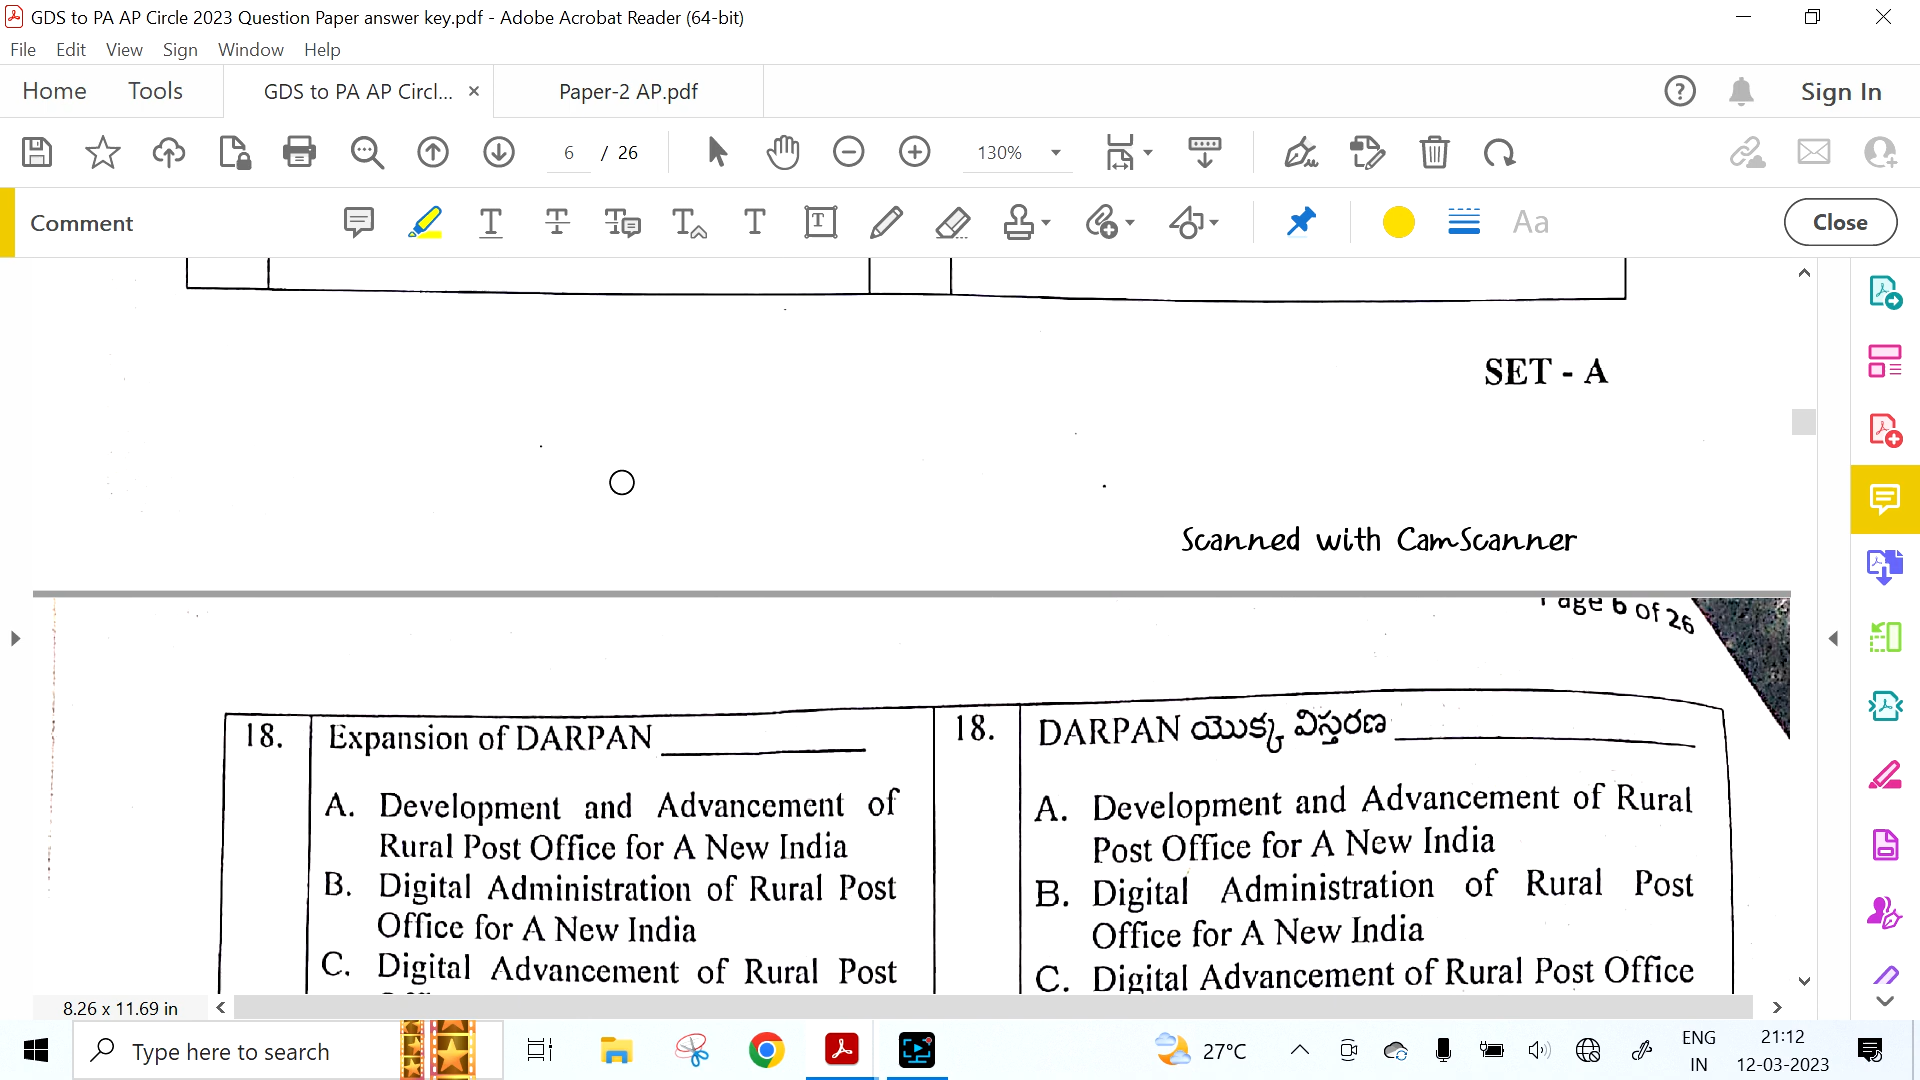 GDS to PA AP Circle 2023 Question Paper answer key.pdf - Adobe Acrobat Reader (64-bit)
File Edit View Sign Window Help
Home Tools GDS to PA AP Circl... × Paper-2 AP.pdf ? Sign In
6 / 26 130%
Comment Aa Close
SET - A
Scanned with CamScanner
Page 6 of 26
18. Expansion of DARPAN ____________
A. Development and Advancement of
Rural Post Office for A New India
B. Digital Administration of Rural Post
Office for A New India
C. Digital Advancement of Rural Post
18. DARPAN యొక్క విస్తరణ ____________
A. Development and Advancement of Rural
Post Office for A New India
B. Digital Administration of Rural Post
Office for A New India
C. Digital Advancement of Rural Post Office
8.26 x 11.69 in
Type here to search 27°C ENG 21:12
IN 12-03-2023